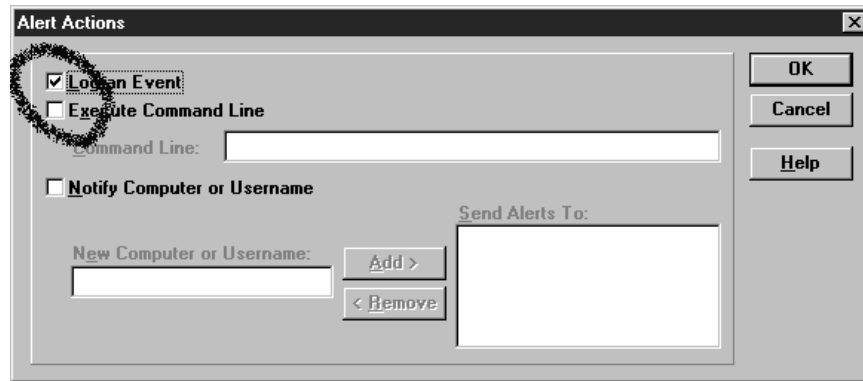 Alert Actions
Log an Event
Execute Command Line
Command Line:
Notify Computer or Username
New Computer or Username:
Add >
< Remove
Send Alerts To:
OK
Cancel
Help